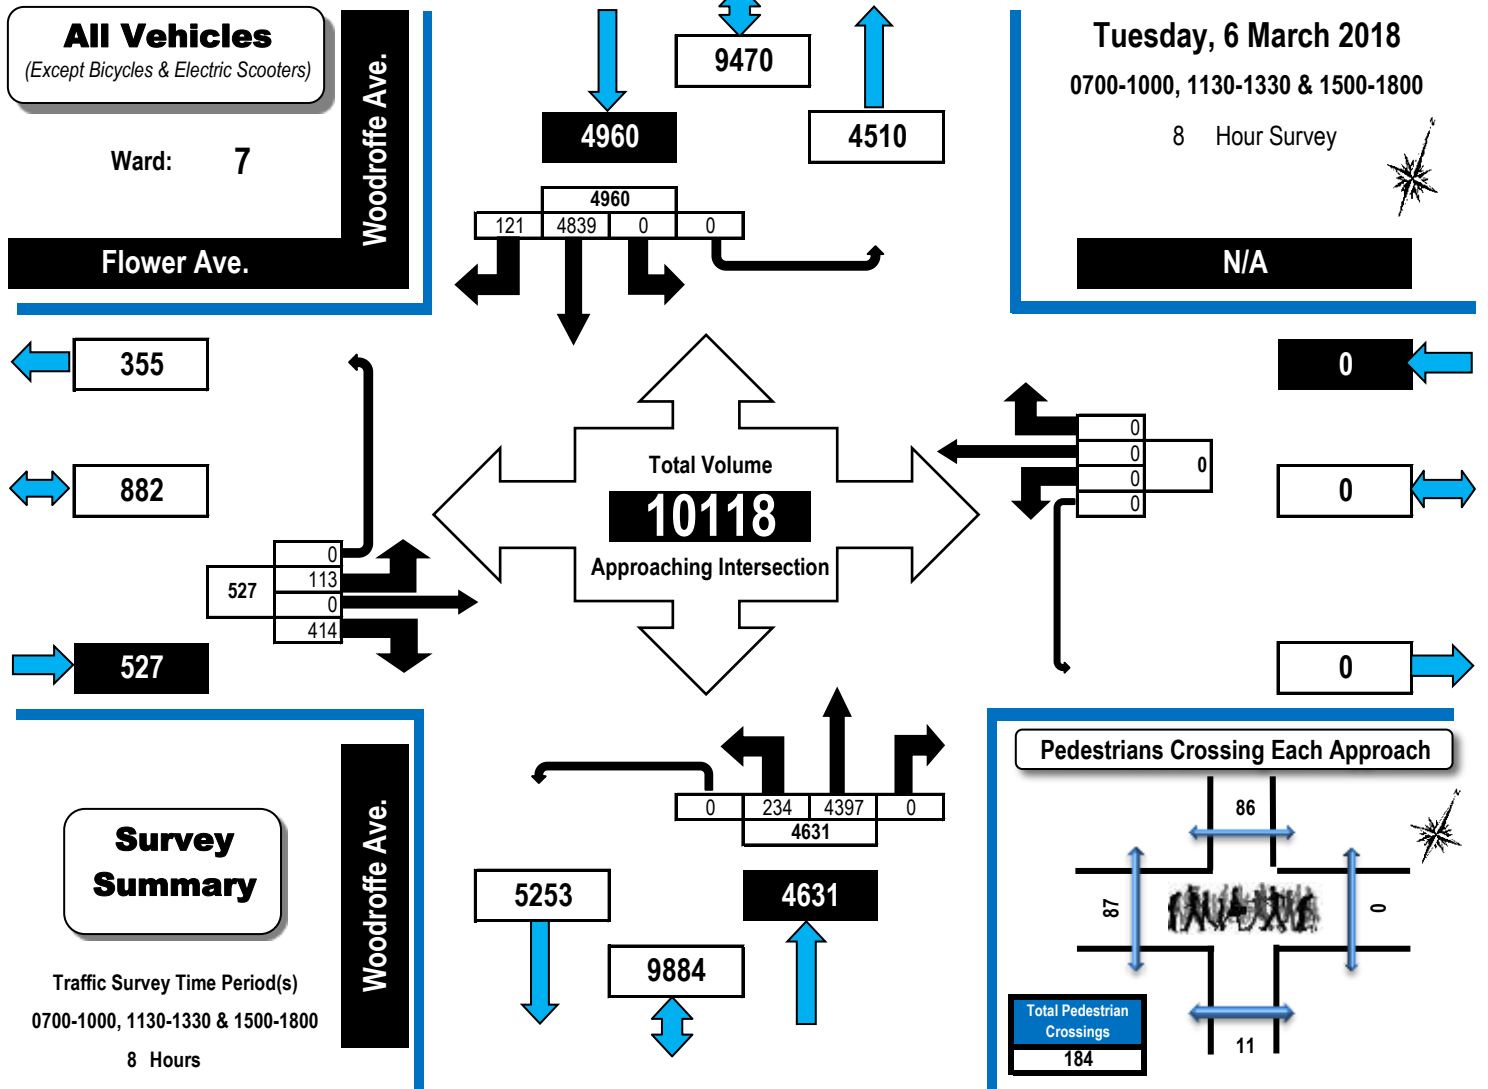 All Vehicles
(Except Bicycles & Electric Scooters)
Ward: 7
Woodroffe Ave.
Flower Ave.
4960
9470
4510
4960
121 4839 0 0
Tuesday, 6 March 2018
0700-1000, 1130-1330 & 1500-1800
8 Hour Survey
N
N/A
355
882
0
113
0
414
527
527
Total Volume
10118
Approaching Intersection
0
0
0
0
0
0
0
0
0 234 4397 0
4631
5253
4631
9884
Survey
Summary
Woodroffe Ave.
Traffic Survey Time Period(s)
0700-1000, 1130-1330 & 1500-1800
8 Hours
Pedestrians Crossing Each Approach
86
N
87
0
11
Total Pedestrian
Crossings
184